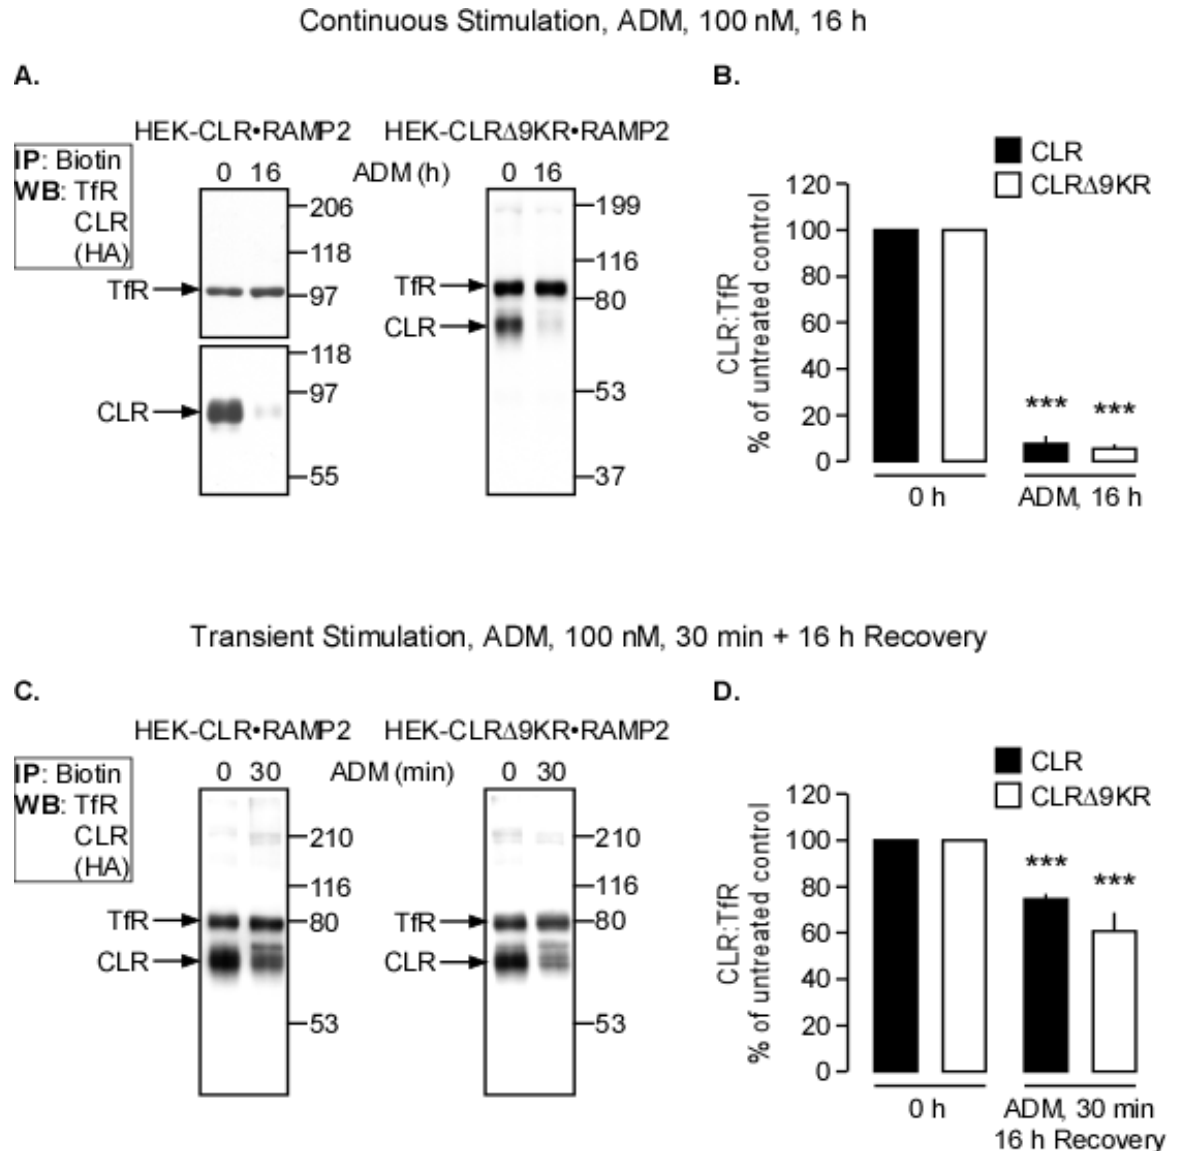 Continuous Stimulation, ADM, 100 nM, 16 h
A.
HEK-CLR•RAMP2 HEK-CLRΔ9KR•RAMP2
IP: Biotin
WB: TfR
CLR
(HA)
0 16 ADM (h) 0 16
206
118
97
TfR
118
97
55
CLR
199
116
80
53
37
TfR
CLR
B.
CLR
CLRΔ9KR
CLR:TfR
% of untreated control
120
100
80
60
40
20
0
*** ***
0 h ADM, 16 h
Transient Stimulation, ADM, 100 nM, 30 min + 16 h Recovery
C.
HEK-CLR•RAMP2 HEK-CLRΔ9KR•RAMP2
IP: Biotin
WB: TfR
CLR
(HA)
0 30 ADM (min) 0 30
210
116
80
53
TfR
CLR
210
116
80
53
TfR
CLR
D.
CLR
CLRΔ9KR
CLR:TfR
% of untreated control
120
100
80
60
40
20
0
*** ***
0 h ADM, 30 min
16 h Recovery